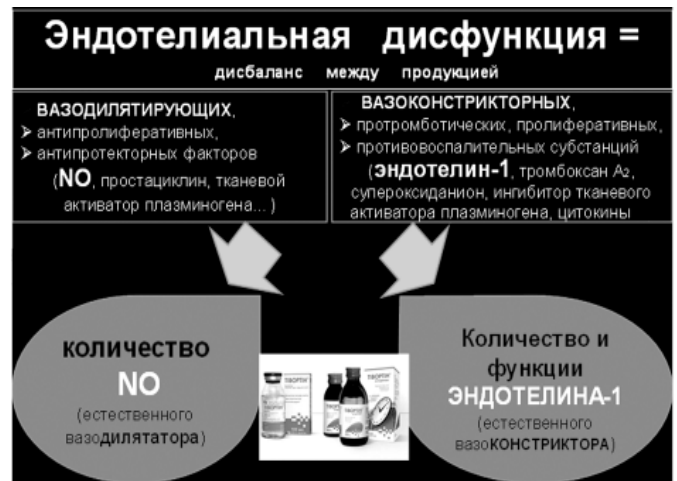 Эндотелиальная дисфункция =
дисбаланс между продукцией
ВАЗОДИЛЯТИРУЮЩИХ,
➢ антипролиферативных,
➢ антипротекторных факторов
(NO, простациклин, тканевой
активатор плазминогена... )
ВАЗОКОНСТРИКТОРНЫХ,
➢ протромботических, пролиферативных,
➢ противовоспалительных субстанций
(эндотелин-1, тромбоксан А2,
супероксиданион, ингибитор тканевого
активатора плазминогена, цитокины
количество
NO
(естественного
вазодилятатора)
Количество и
функции
ЭНДОТЕЛИНА-1
(естественного
вазоКОНСТРИКТОРА)
ТІВОРТІН